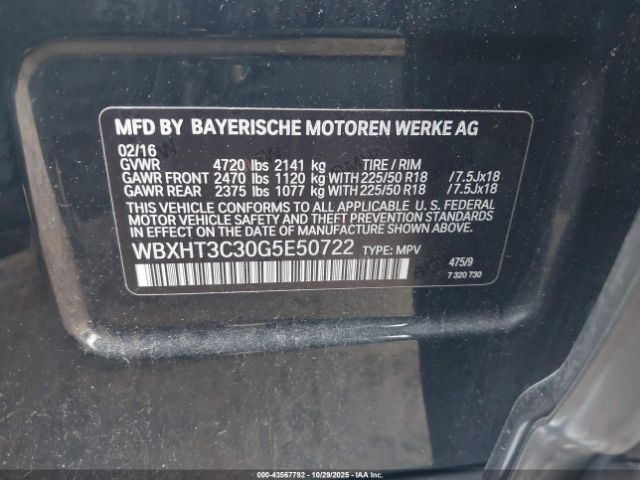 MFD BY BAYERISCHE MOTOREN WERKE AG
02/16
GVWR 4720 lbs 2141 kg TIRE / RIM
GAWR FRONT 2470 lbs 1120 kg WITH 225/50 R18 /7.5Jx18
GAWR REAR 2375 lbs 1077 kg WITH 225/50 R18 /7.5Jx18
THIS VEHICLE CONFORMS TO ALL APPLICABLE FEDERAL
MOTOR VEHICLE SAFETY AND THEFT PREVENTION STANDARDS
IN EFFECT ON THE DATE OF MANUFACTURE SHOWN ABOVE.
WBXHT3C30G5E50722 TYPE: MPV
475/9
7 320 730
000-43567792 - 10/29/2025 - IAAI.COM